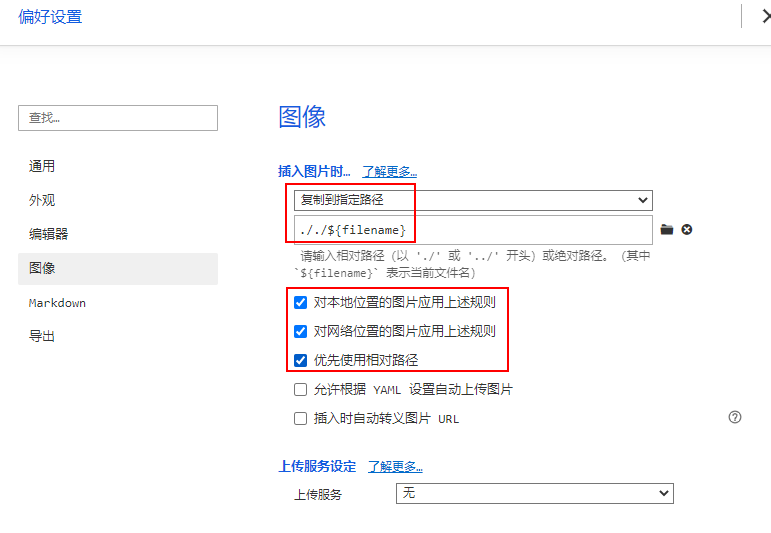 偏好设置
查找…
通用
外观
编辑器
图像
Markdown
导出
图像
插入图片时… 了解更多…
复制到指定路径
././${filename}
请输入相对路径（以 './' 或 '../' 开头）或绝对路径。（其中
`${filename}` 表示当前文件名）
对本地位置的图片应用上述规则
对网络位置的图片应用上述规则
优先使用相对路径
允许根据 YAML 设置自动上传图片
插入时自动转义图片 URL
上传服务设定 了解更多…
上传服务 无